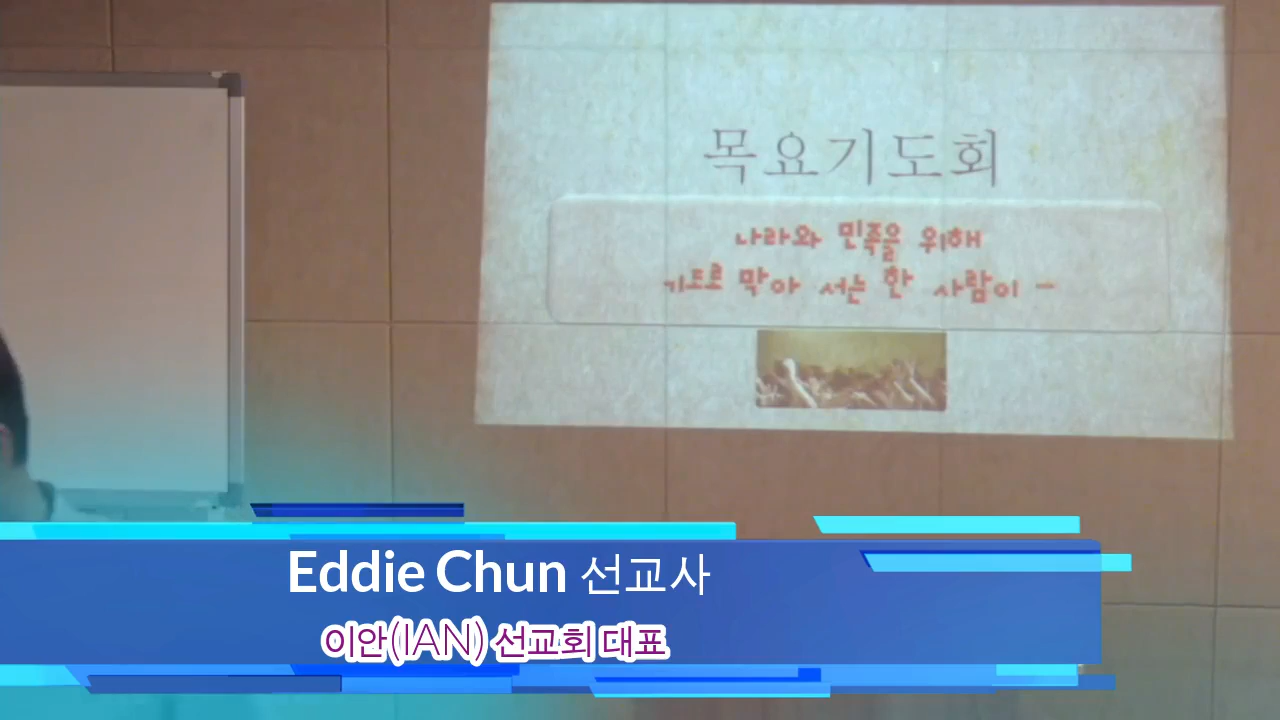 목요기도회
나라와 민족을 위해
기도로 막아 서는 한 사람이 -
Eddie Chun 선교사
이안(IAN) 선교회 대표